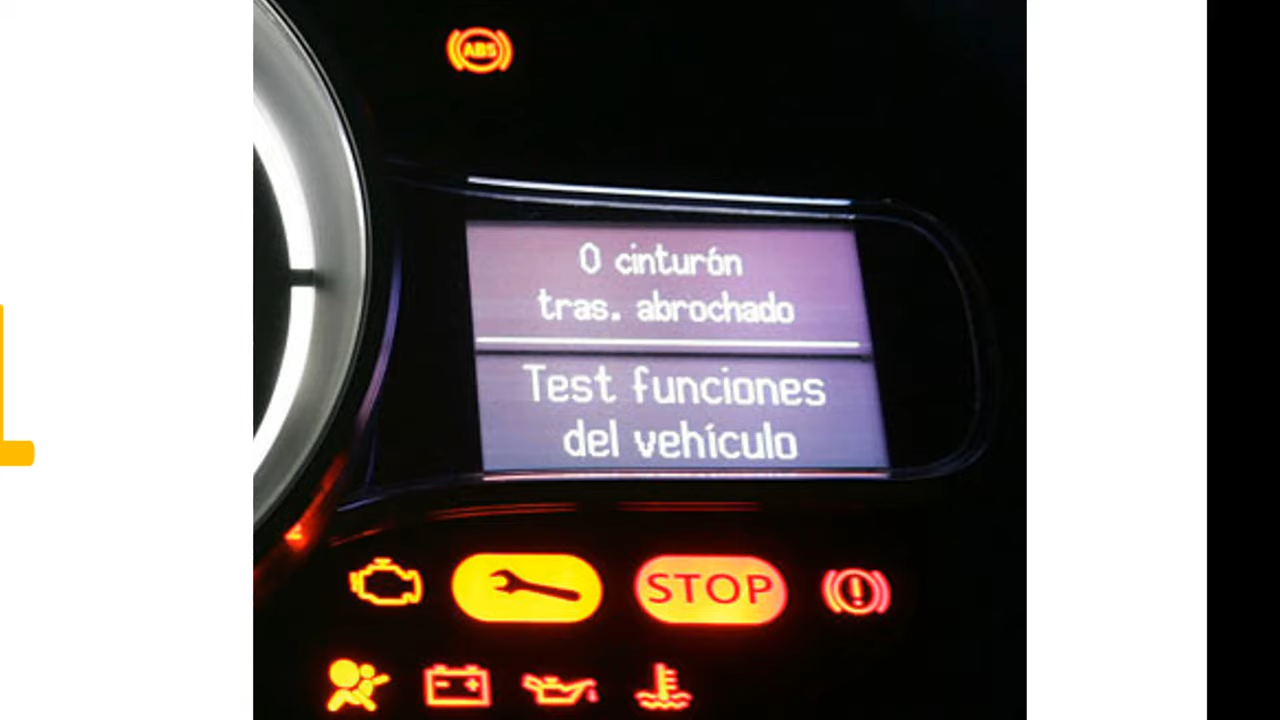 ABS
0 cinturón
tras. abrochado
Test funciones
del vehículo
STOP